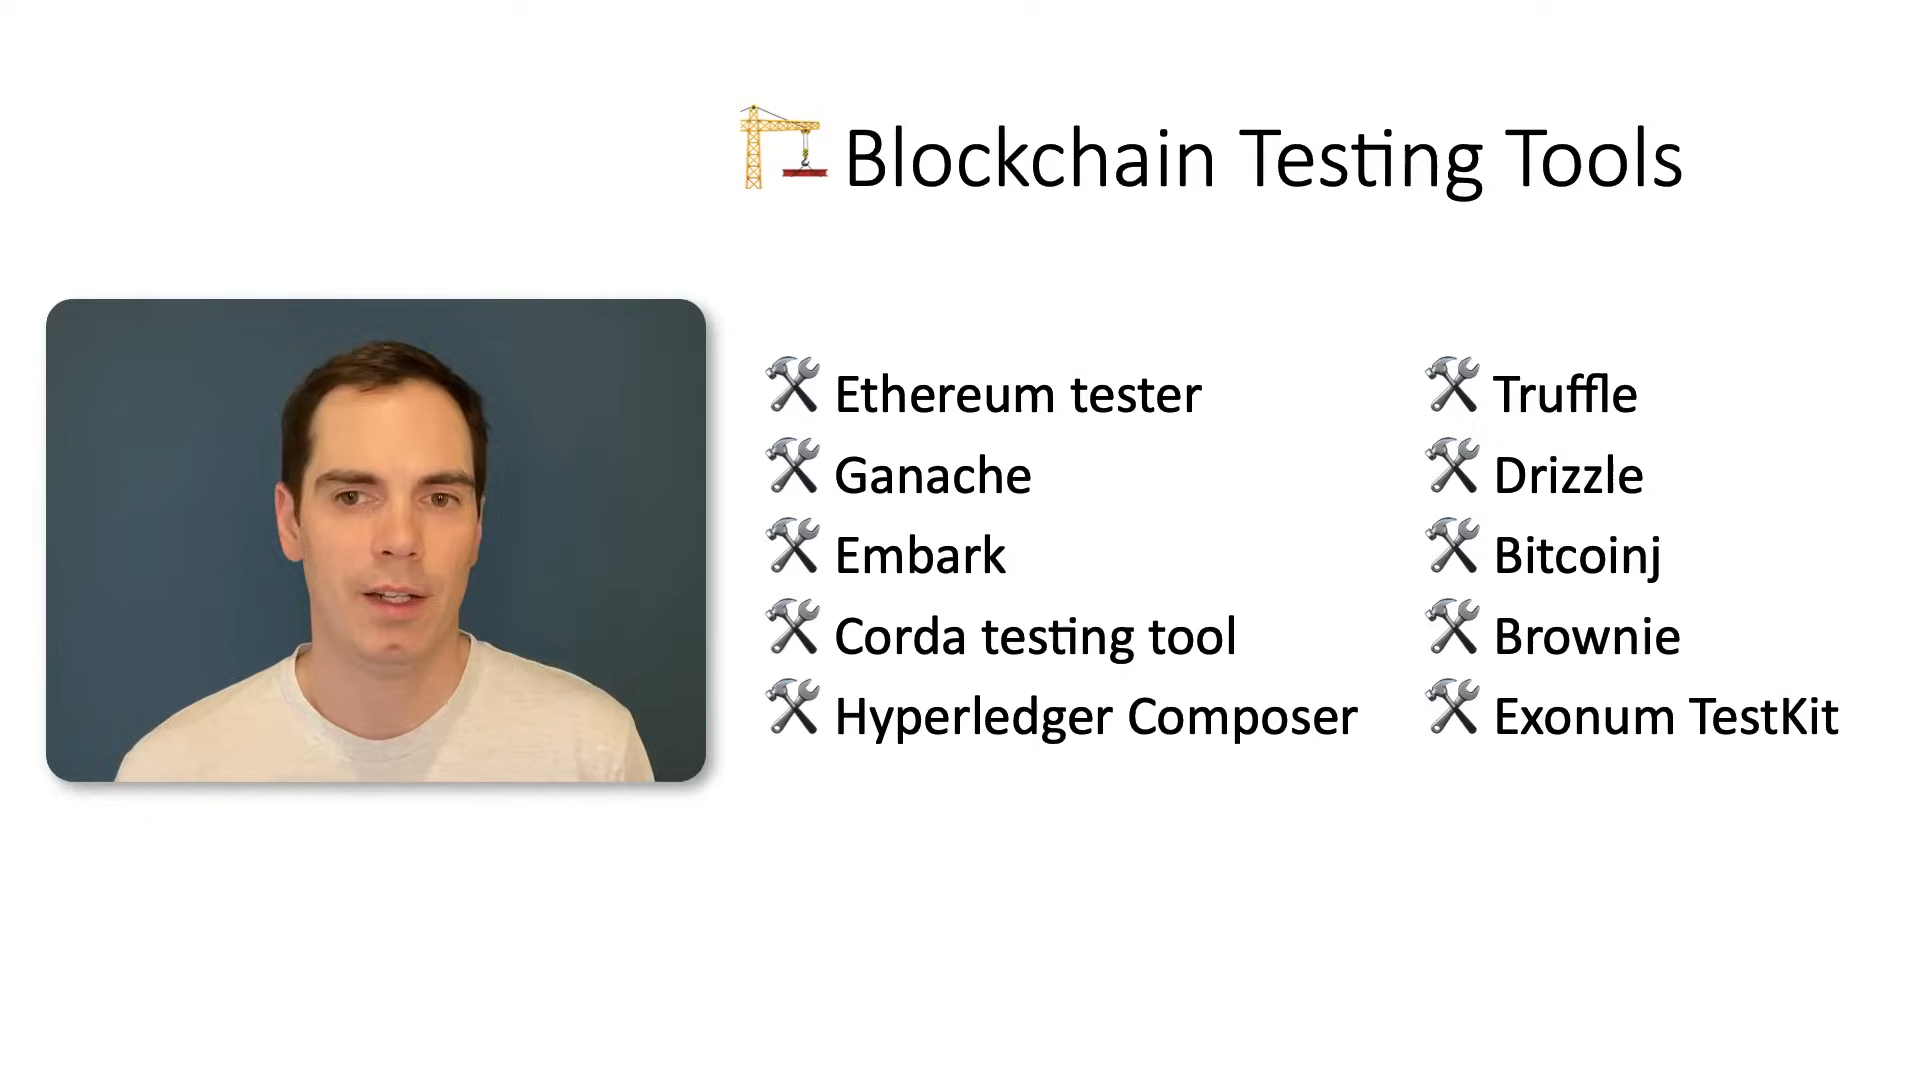 Blockchain Testing Tools
Ethereum tester
Ganache
Embark
Corda testing tool
Hyperledger Composer
Truffle
Drizzle
Bitcoinj
Brownie
Exonum TestKit